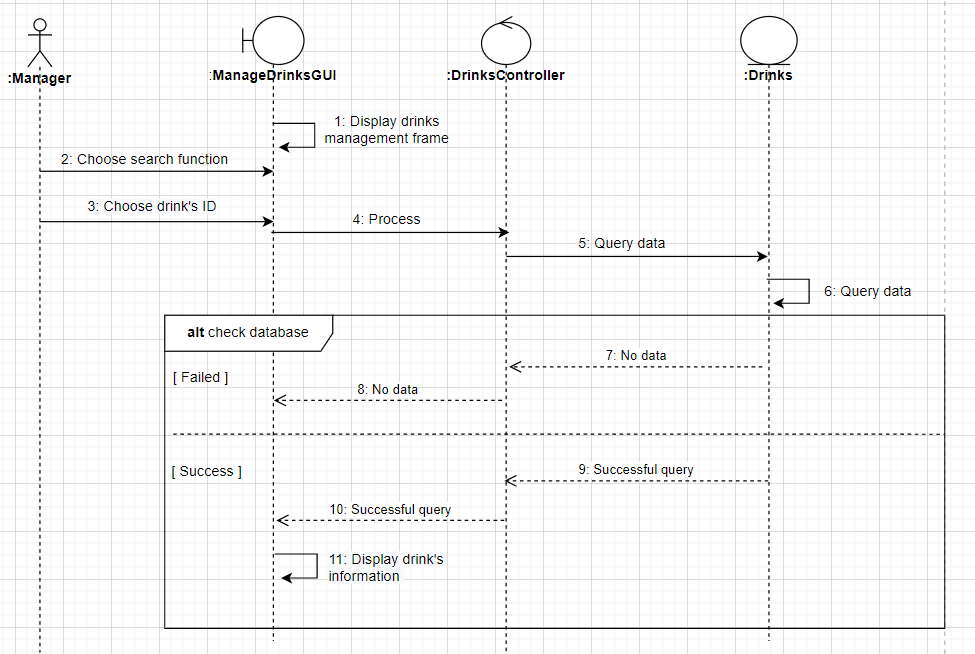 :Manager
:ManageDrinksGUI
:DrinksController
:Drinks
1: Display drinks
management frame
2: Choose search function
3: Choose drink's ID
4: Process
5: Query data
6: Query data
alt check database
7: No data
[ Failed ]
8: No data
[ Success ]
9: Successful query
10: Successful query
11: Display drink's
information